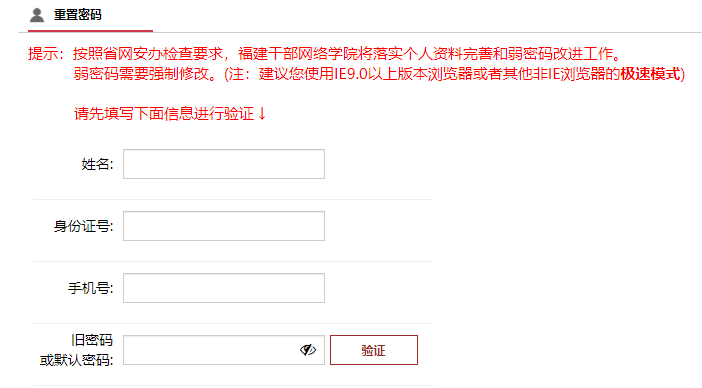 重置密码
提示：按照省网安办检查要求，福建干部网络学院将落实个人资料完善和弱密码改进工作。
弱密码需要强制修改。(注：建议您使用IE9.0以上版本浏览器或者其他非IE浏览器的极速模式)
请先填写下面信息进行验证↓
姓名:
身份证号:
手机号:
旧密码
或默认密码:
验证